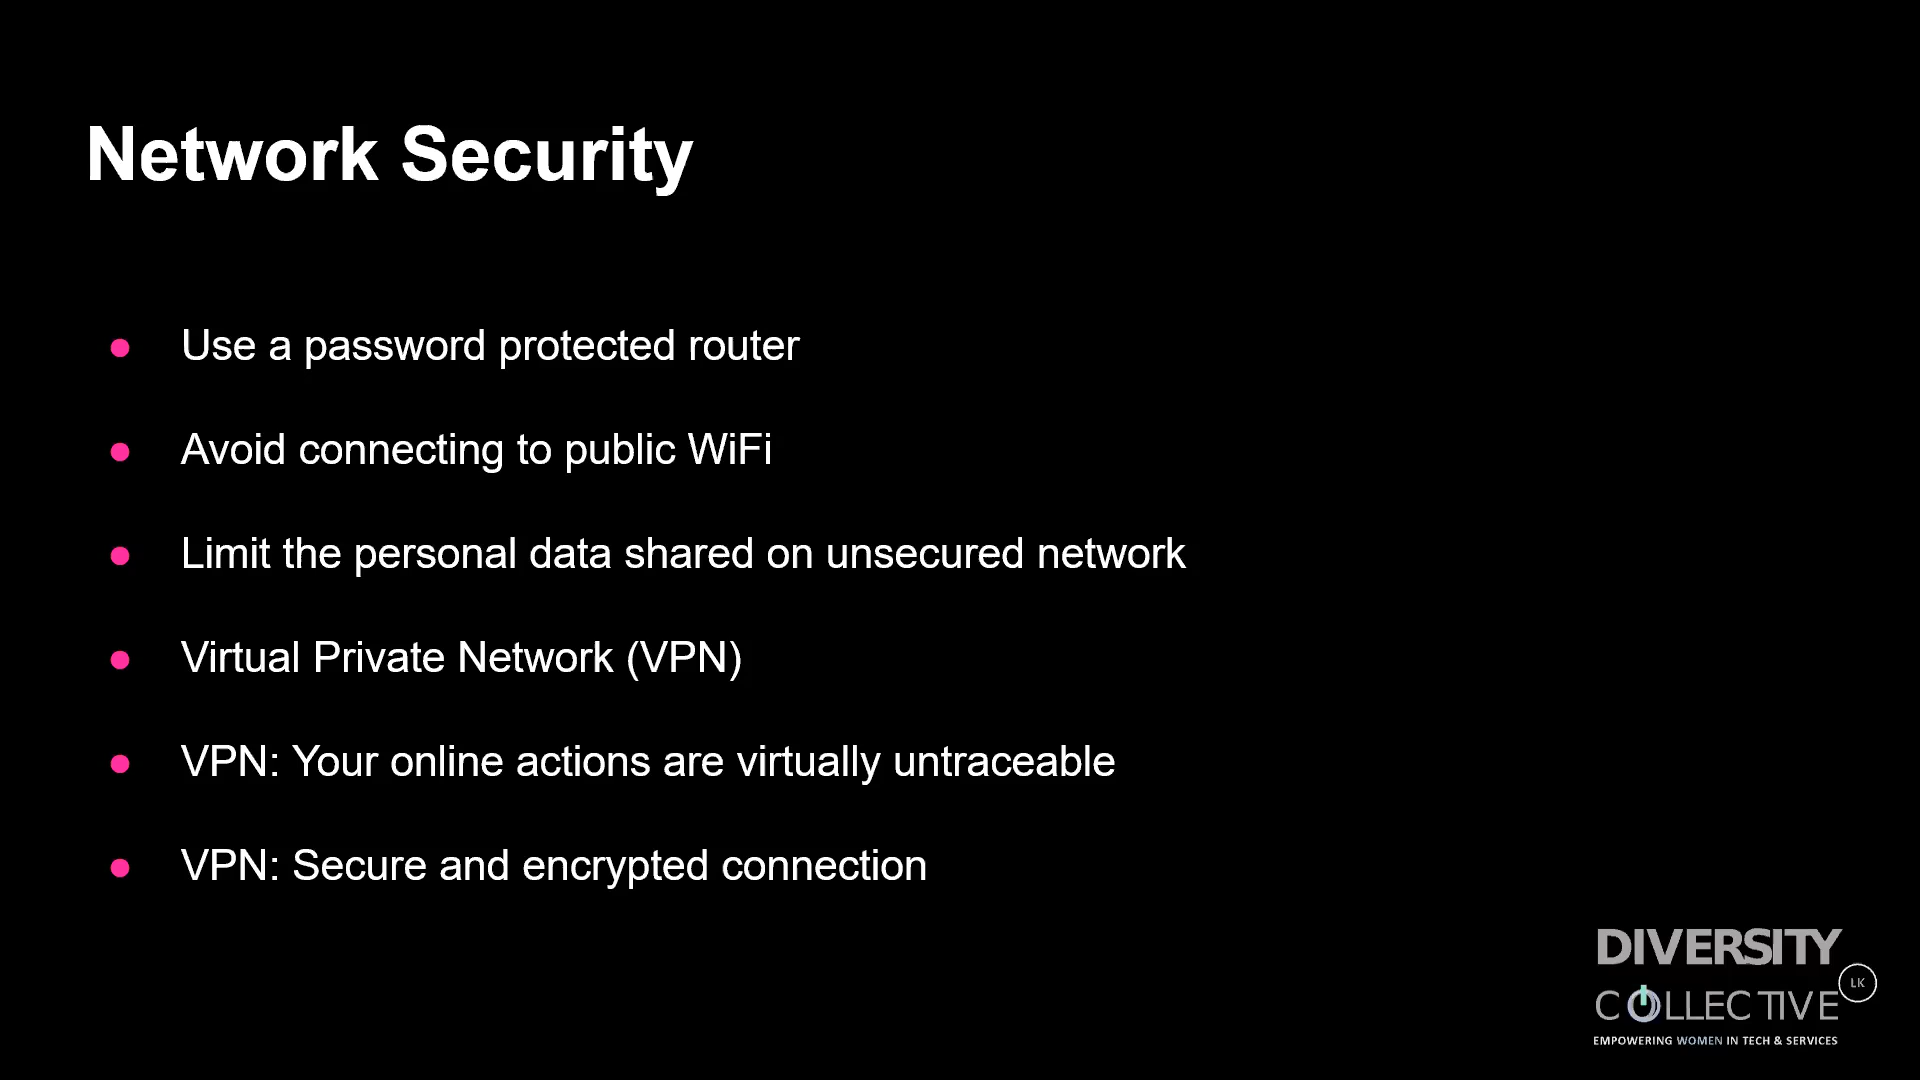 Network Security
● Use a password protected router
● Avoid connecting to public WiFi
● Limit the personal data shared on unsecured network
● Virtual Private Network (VPN)
● VPN: Your online actions are virtually untraceable
● VPN: Secure and encrypted connection
DIVERSITY
COLLECTIVE
LK
EMPOWERING WOMEN IN TECH & SERVICES